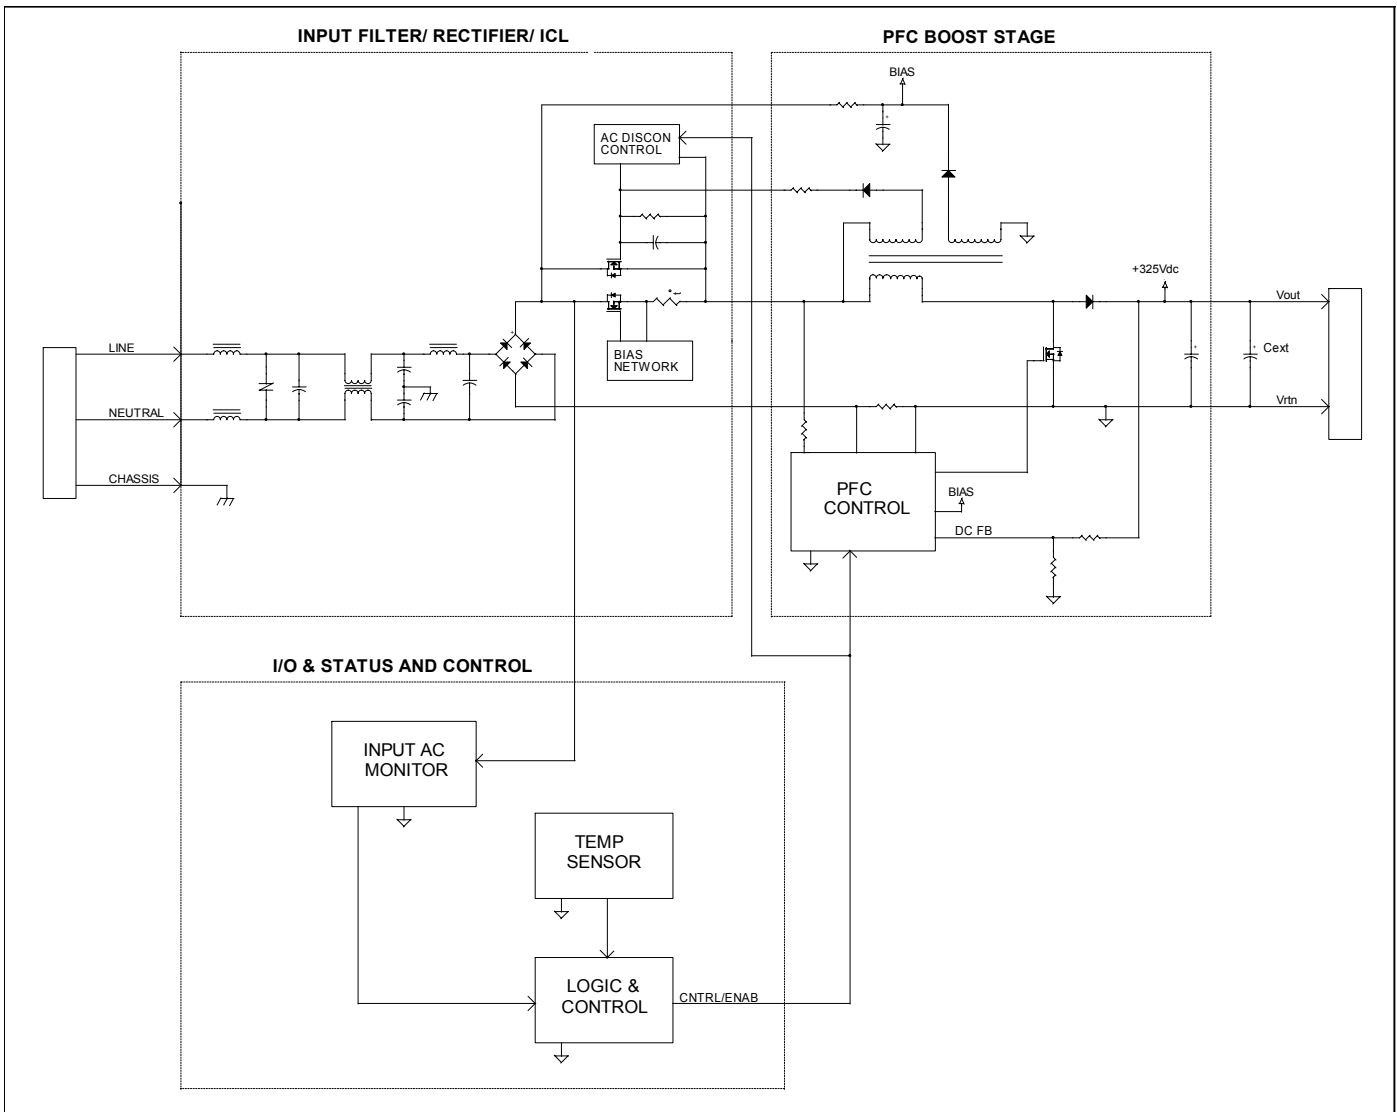 INPUT FILTER/ RECTIFIER/ ICL
PFC BOOST STAGE
BIAS
AC DISCON
CONTROL
+325Vdc
Vout
LINE
BIAS
NETWORK
Cext
NEUTRAL
Vrtn
CHASSIS
PFC
CONTROL
BIAS
DC FB
I/O & STATUS AND CONTROL
INPUT AC
MONITOR
TEMP
SENSOR
LOGIC &
CONTROL
CNTRL/ENAB